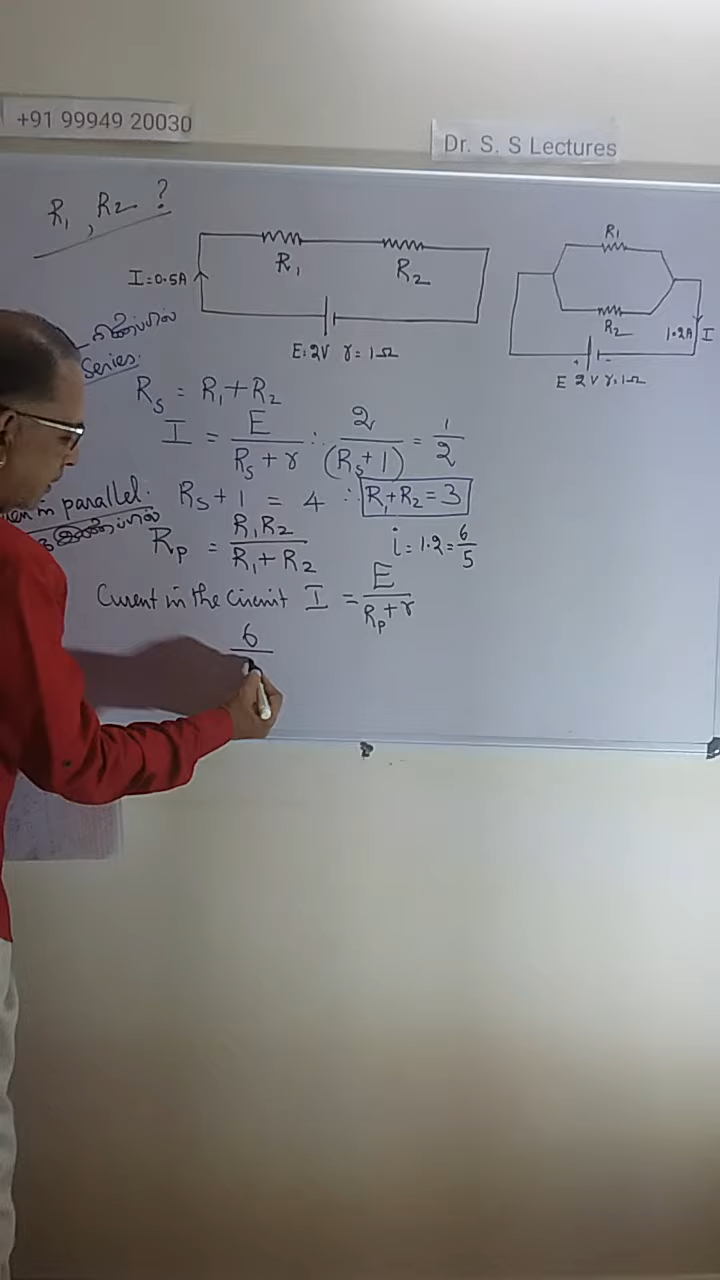 +91 99949 20030
Dr. S. S Lectures
R₁, R₂ ?
I=0.5A
R₁
R₂
E=2V r=1Ω
R₁
R₂
1.2A I
+ -
E 2V r=1Ω
Series.
Rₛ = R₁+R₂
I = E/(Rₛ+r) ∴ 2/(Rₛ+1) = 1/2
in parallel. Rₛ+1 = 4 ∴ R₁+R₂=3
Rₚ = R₁R₂/(R₁+R₂)
i=1.2=6/5
Current in the Circuit I = E/(Rₚ+r)
6